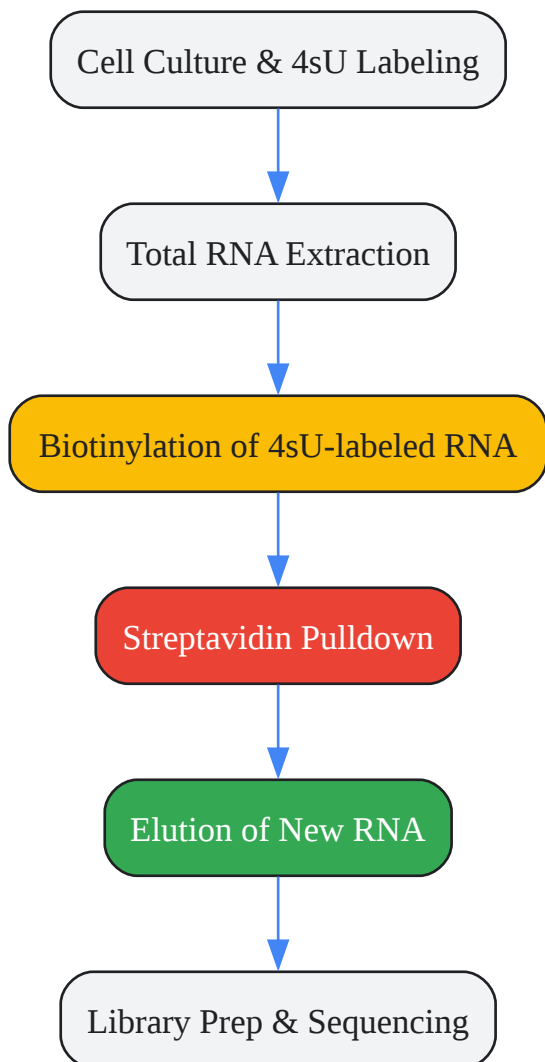 Cell Culture & 4sU Labeling
Total RNA Extraction
Biotinylation of 4sU-labeled RNA
Streptavidin Pulldown
Elution of New RNA
Library Prep & Sequencing